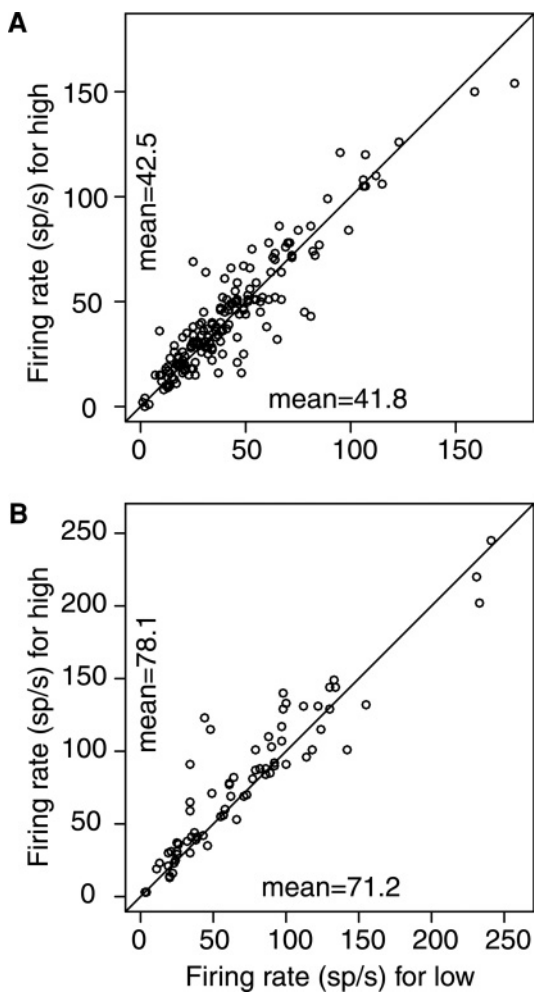 A
Firing rate (sp/s) for high
150
100
50
0
mean=42.5
mean=41.8
0 50 100 150
B
Firing rate (sp/s) for high
250
200
150
100
50
0
mean=78.1
mean=71.2
0 50 100 150 200 250
Firing rate (sp/s) for low